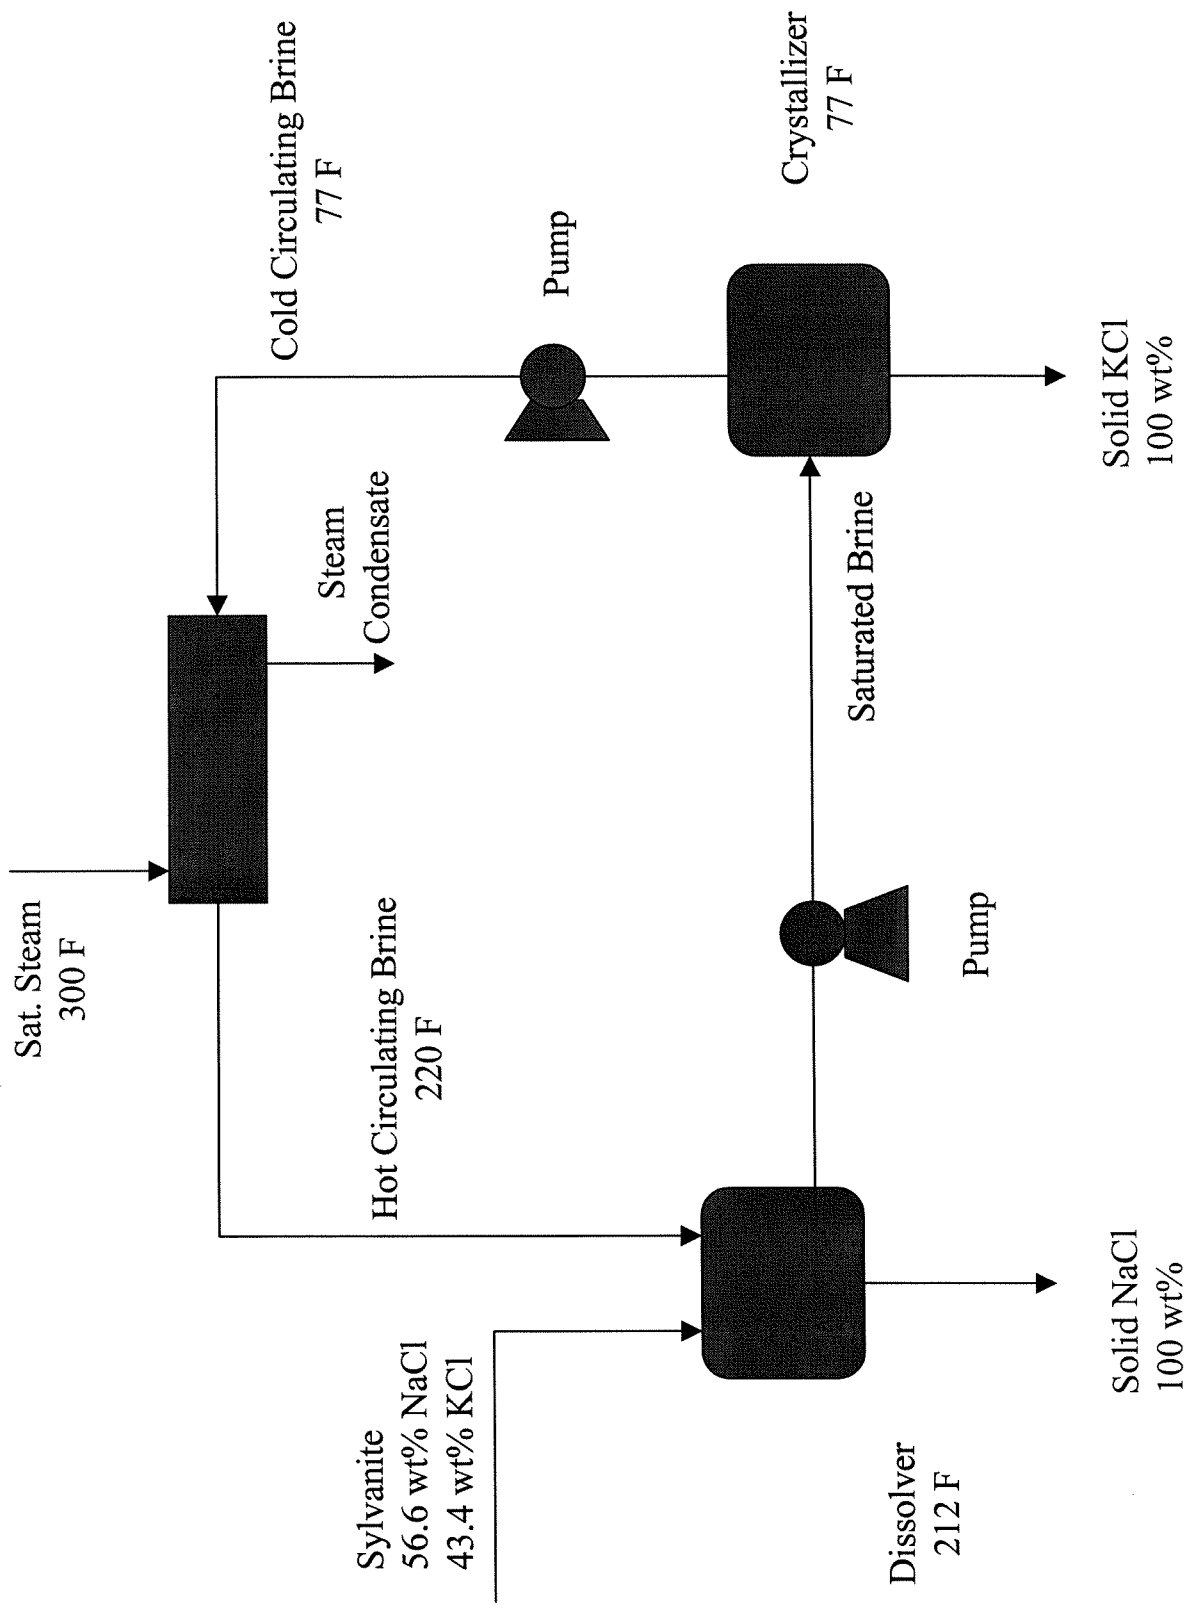 Sat. Steam
300 F
Cold Circulating Brine
77 F
Steam
Condensate
Hot Circulating Brine
220 F
Pump
Sylvanite
56.6 wt% NaCl
43.4 wt% KCl
Saturated Brine
Crystallizer
77 F
Pump
Dissolver
212 F
Solid NaCl
100 wt%
Solid KCl
100 wt%